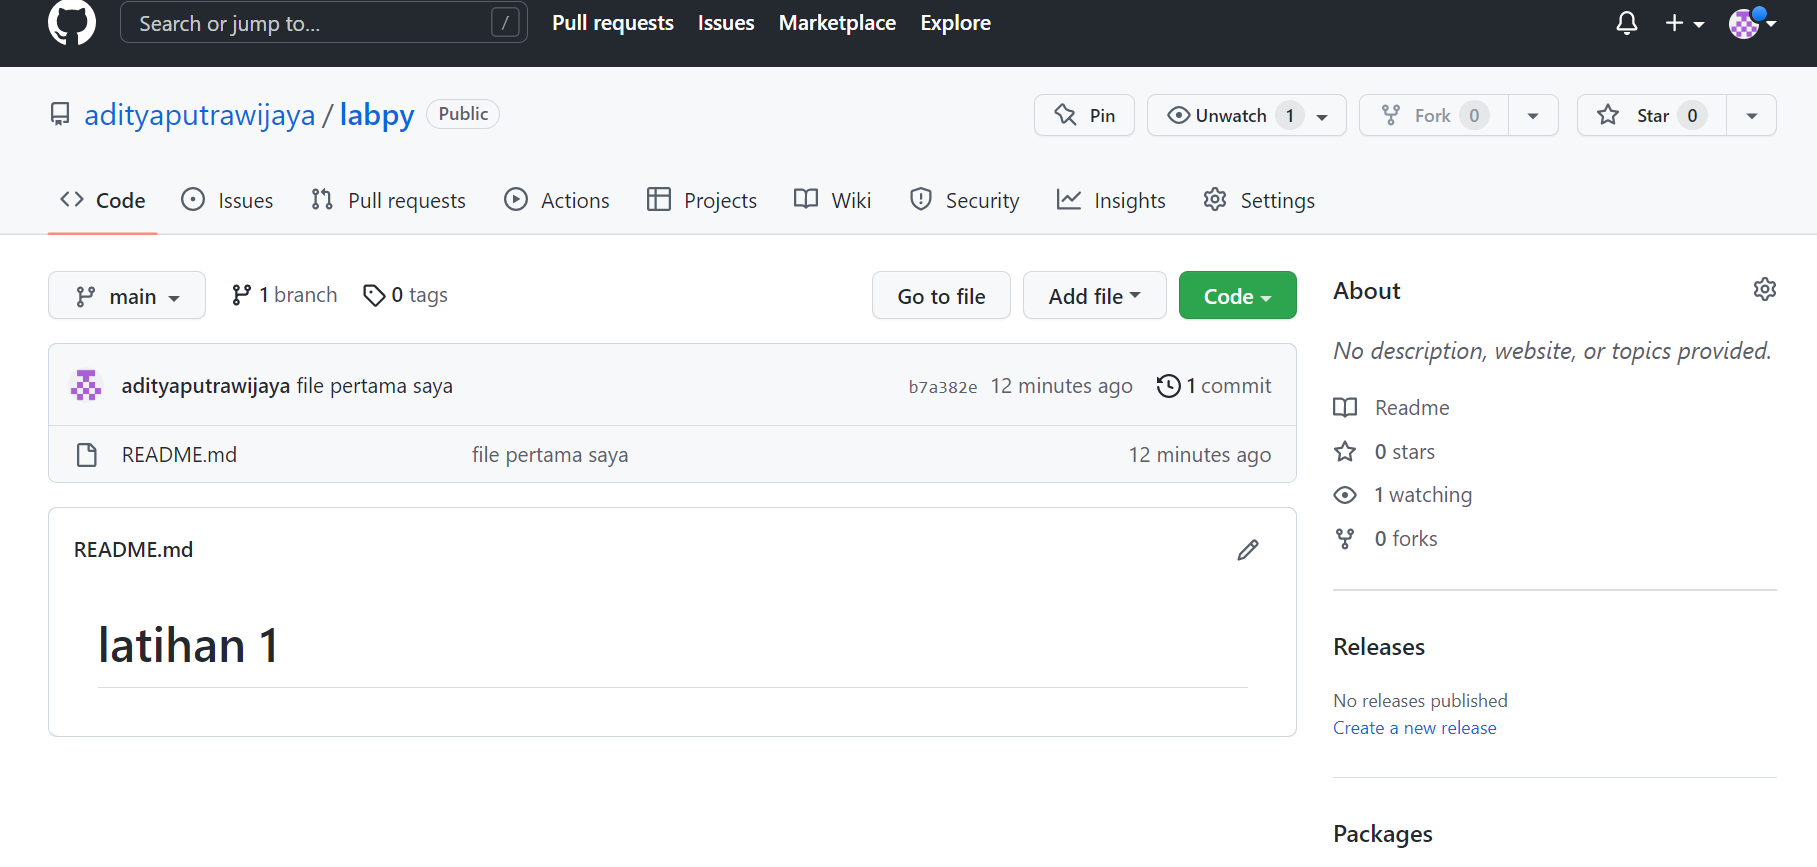 Search or jump to... /
Pull requests Issues Marketplace Explore
adityaputrawijaya / labpy Public
Pin Unwatch 1 Fork 0 Star 0
Code Issues Pull requests Actions Projects Wiki Security Insights Settings
main 1 branch 0 tags Go to file Add file Code
adityaputrawijaya file pertama saya b7a382e 12 minutes ago 1 commit
README.md file pertama saya 12 minutes ago
README.md
latihan 1
About
No description, website, or topics provided.
Readme
0 stars
1 watching
0 forks
Releases
No releases published
Create a new release
Packages